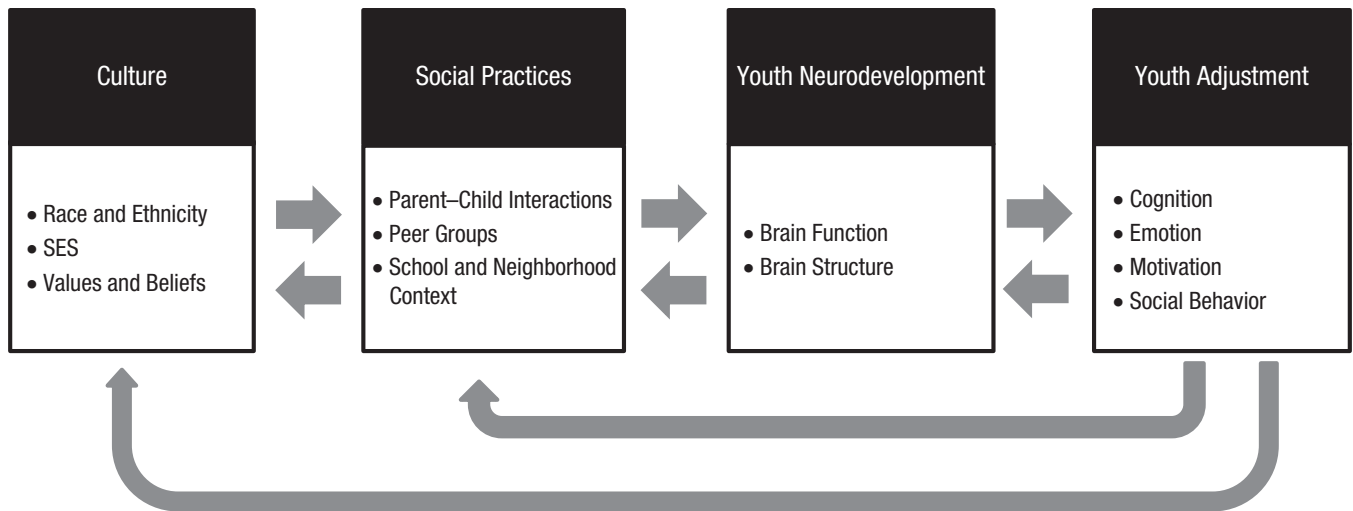 Culture
• Race and Ethnicity
• SES
• Values and Beliefs
Social Practices
• Parent–Child Interactions
• Peer Groups
• School and Neighborhood
Context
Youth Neurodevelopment
• Brain Function
• Brain Structure
Youth Adjustment
• Cognition
• Emotion
• Motivation
• Social Behavior